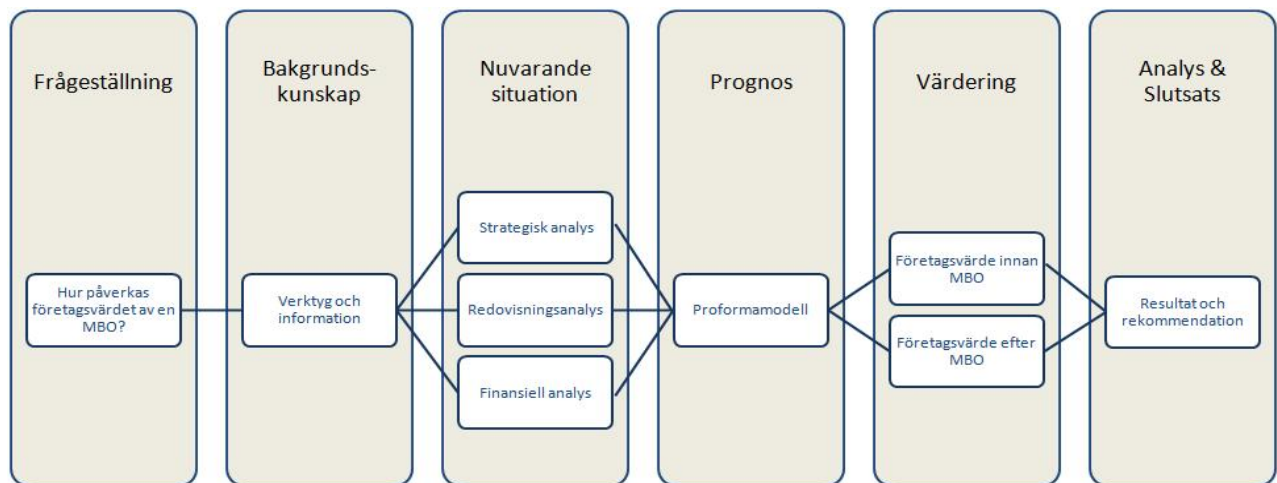 Frågeställning
Hur påverkas
företagsvärdet av en
MBO?
Bakgrunds-
kunskap
Verktyg och
information
Nuvarande
situation
Strategisk analys
Redovisningsanalys
Finansiell analys
Prognos
Proformamodell
Värdering
Företagsvärde innan
MBO
Företagsvärde efter
MBO
Analys &
Slutsats
Resultat och
rekommendation